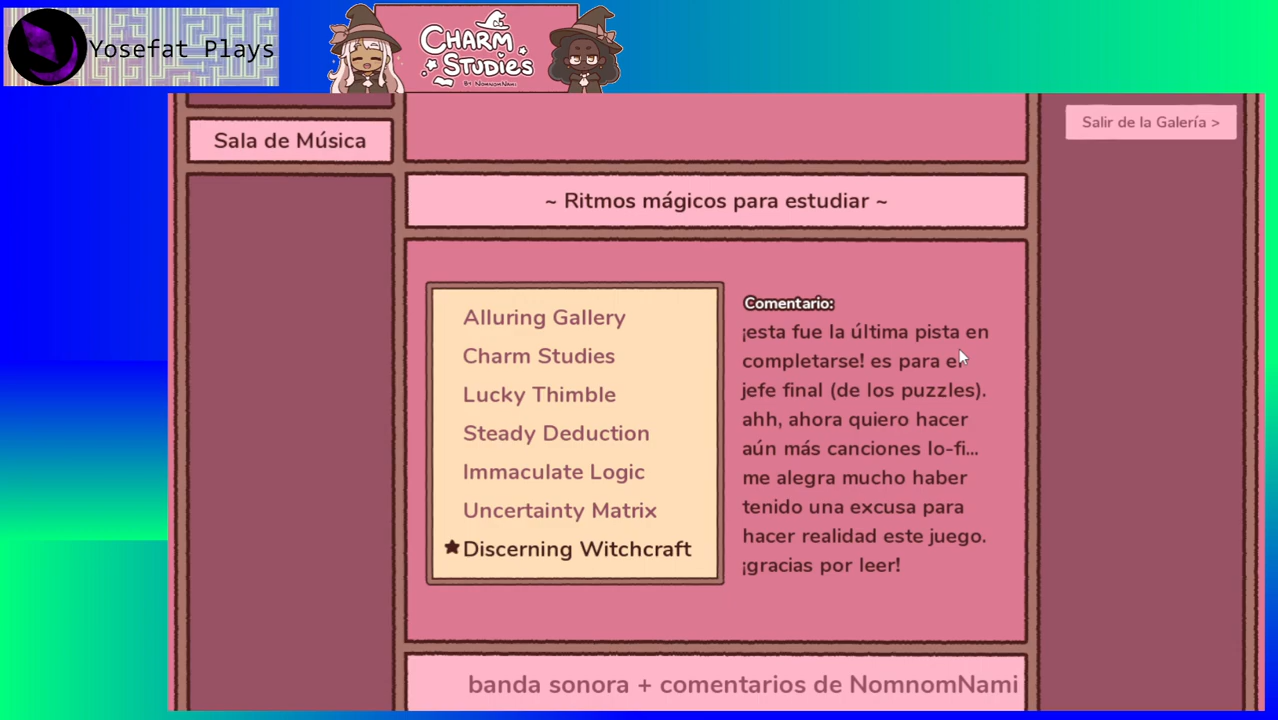 Yosefat Plays
CHARM
STUDIES
BY NOMNOMNAMI
Sala de Música
Salir de la Galería >
~ Ritmos mágicos para estudiar ~
Alluring Gallery
Charm Studies
Lucky Thimble
Steady Deduction
Immaculate Logic
Uncertainty Matrix
Discerning Witchcraft
Comentario:
¡esta fue la última pista en
completarse! es para el
jefe final (de los puzzles).
ahh, ahora quiero hacer
aún más canciones lo-fi...
me alegra mucho haber
tenido una excusa para
hacer realidad este juego.
¡gracias por leer!
banda sonora + comentarios de NomnomNami